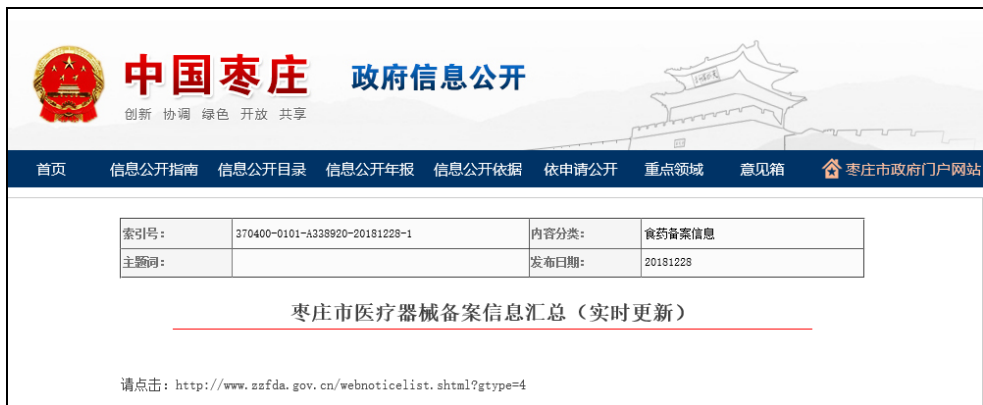 中国枣庄 政府信息公开
创新 协调 绿色 开放 共享
首页 信息公开指南 信息公开目录 信息公开年报 信息公开依据 依申请公开 重点领域 意见箱 枣庄市政府门户网站
索引号： 370400-0101-A338920-20181228-1 内容分类： 食药备案信息
主题词： 发布日期： 20181228
枣庄市医疗器械备案信息汇总（实时更新）
请点击：http://www.zzfda.gov.cn/webnoticelist.shtml?gtype=4